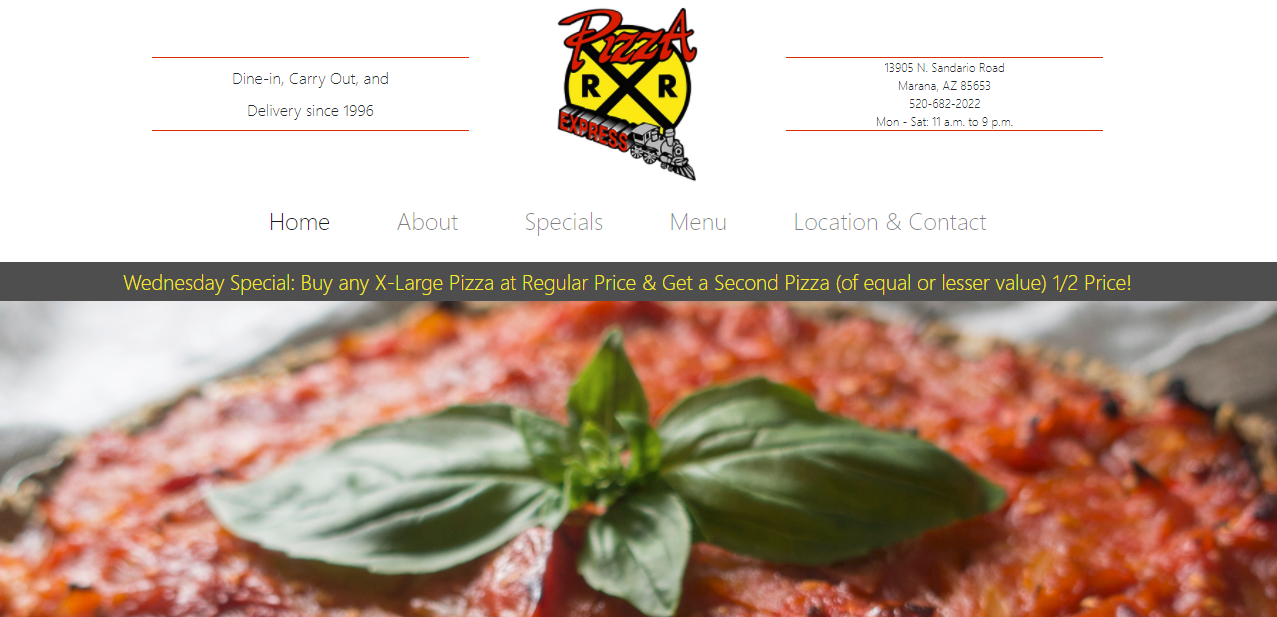 Dine-in, Carry Out, and
Delivery since 1996
PizzA
R R
EXPRESS
13905 N. Sandario Road
Marana, AZ 85653
520-682-2022
Mon - Sat: 11 a.m. to 9 p.m.
Home About Specials Menu Location & Contact
Wednesday Special: Buy any X-Large Pizza at Regular Price & Get a Second Pizza (of equal or lesser value) 1/2 Price!